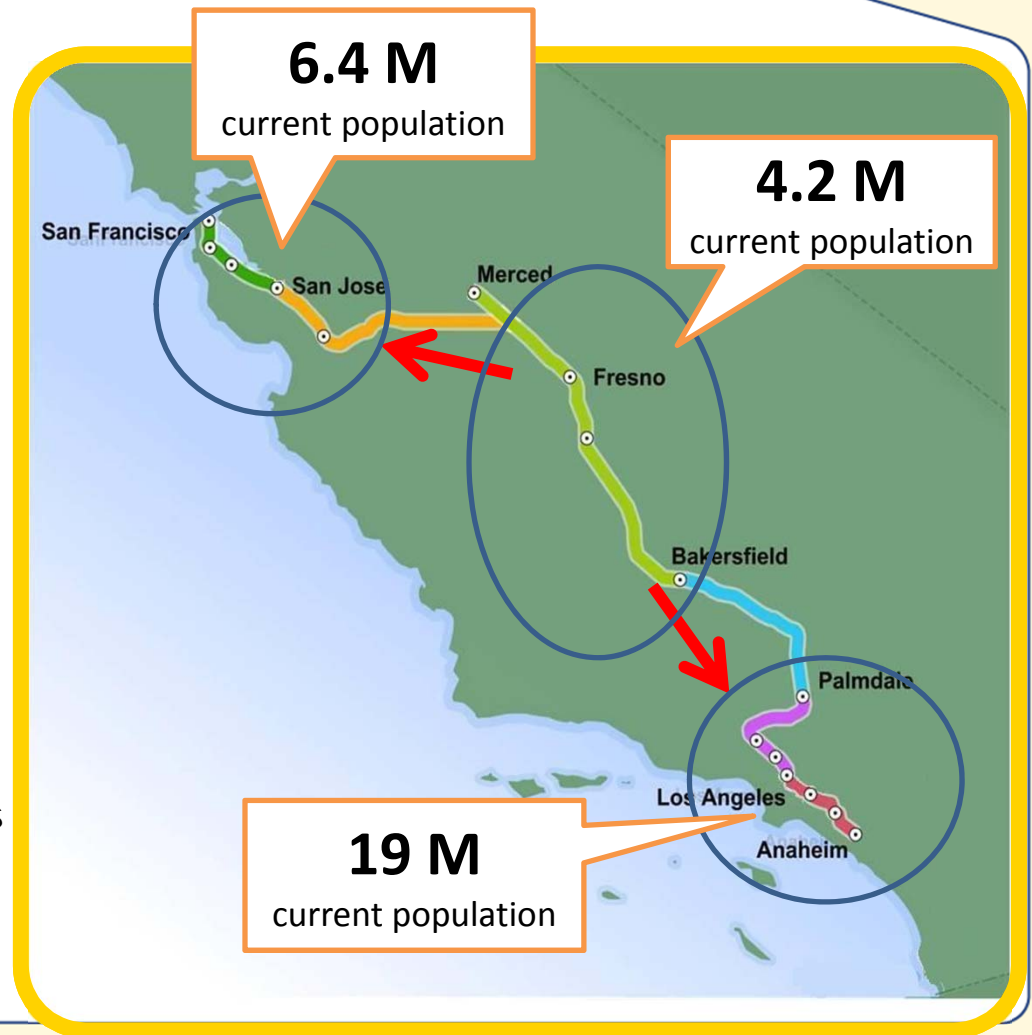 6.4 M
current population
4.2 M
current population
San Francisco
San Jose
Merced
Fresno
Bakersfield
Palmdale
Los Angeles
Anaheim
s
19 M
current population